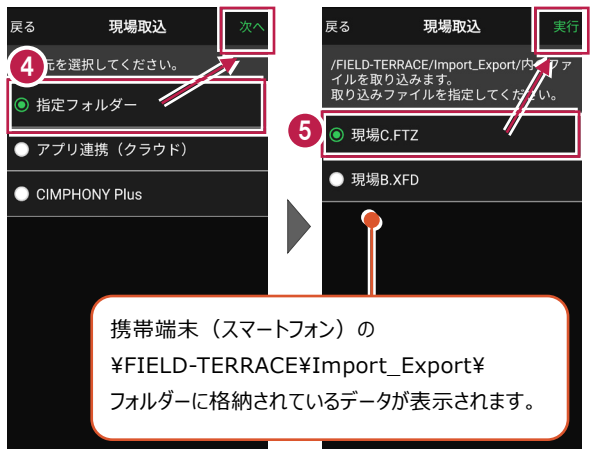 戻る 現場取込 次へ
4
元を選択してください。
指定フォルダー
アプリ連携（クラウド）
CIMPHONY Plus
戻る 現場取込 実行
/FIELD-TERRACE/Import_Export/内 ファ
イルを取り込みます。
取り込みファイルを指定してください。
5
現場C.FTZ
現場B.XFD
携帯端末（スマートフォン）の
¥FIELD-TERRACE¥Import_Export¥
フォルダーに格納されているデータが表示されます。